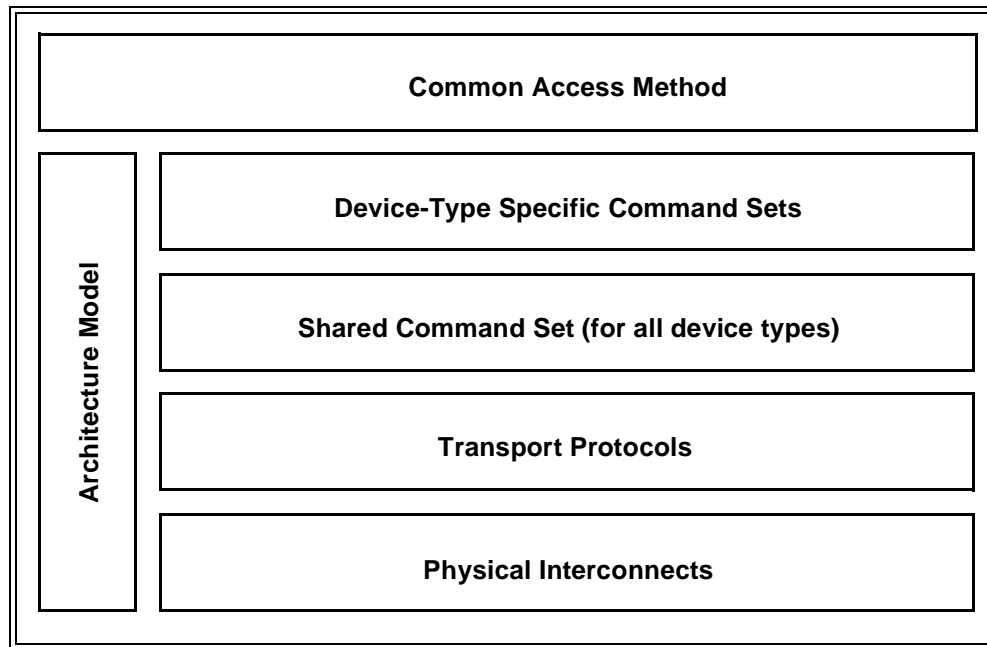 Common Access Method
Architecture Model
Device-Type Specific Command Sets
Shared Command Set (for all device types)
Transport Protocols
Physical Interconnects